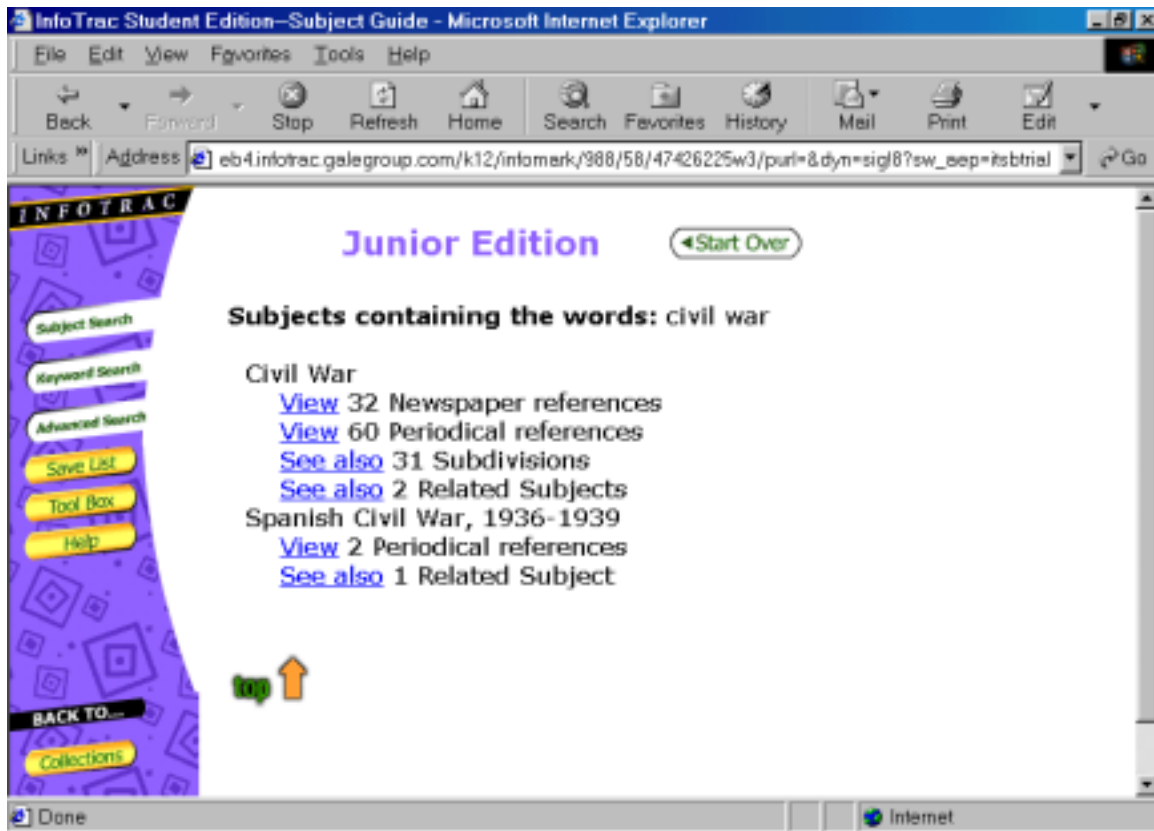 InfoTrac Student Edition--Subject Guide - Microsoft Internet Explorer
File Edit View Favorites Tools Help
Back Forward Stop Refresh Home Search Favorites History Mail Print Edit
Links » Address eb4.infotrac.galegroup.com/k12/infomark/988/58/47426225w3/purl=&dyn=sig!8?sw_aep=itsbtrial Go
INFOTRAC
Junior Edition
Start Over
Subject Search
Keyword Search
Advanced Search
Save List
Tool Box
Help
Subjects containing the words: civil war
Civil War
View 32 Newspaper references
View 60 Periodical references
See also 31 Subdivisions
See also 2 Related Subjects
Spanish Civil War, 1936-1939
View 2 Periodical references
See also 1 Related Subject
top
BACK TO...
Collections
Done Internet